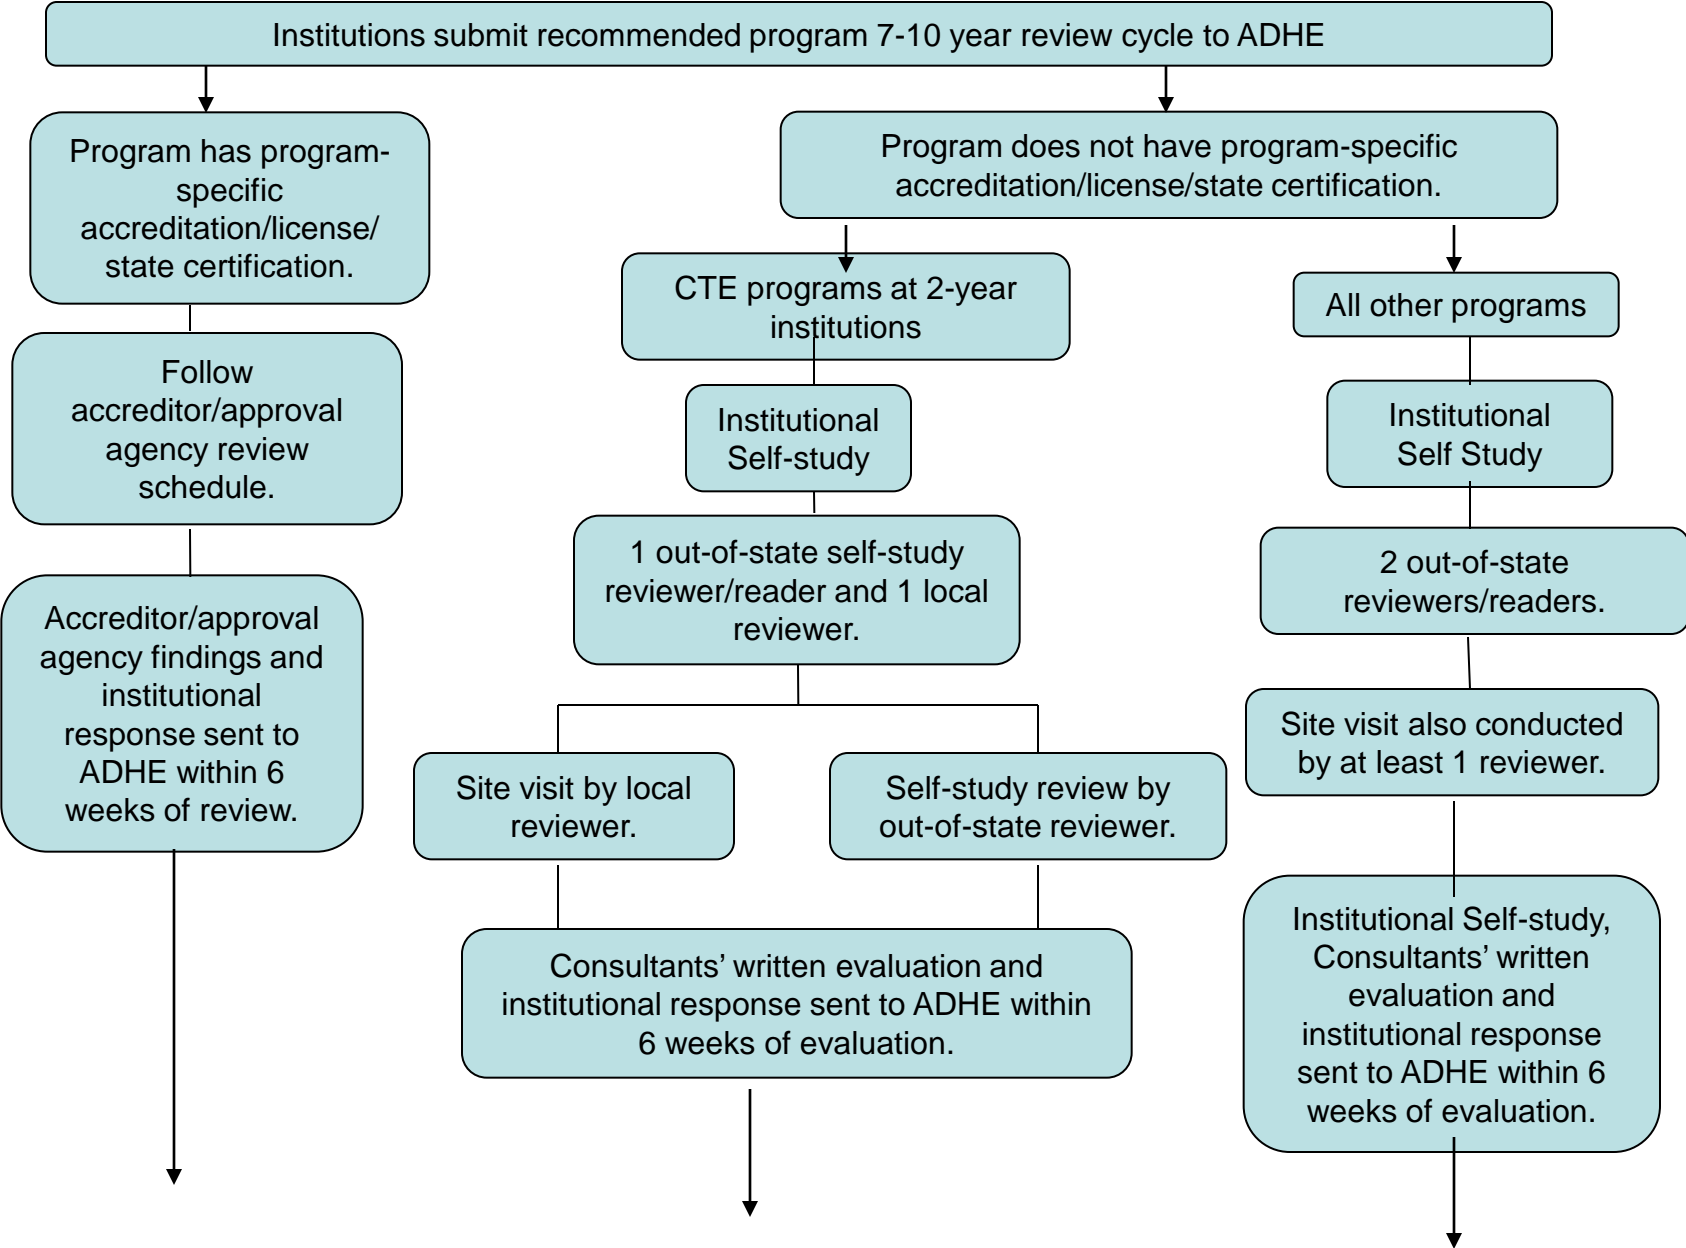 Institutions submit recommended program 7-10 year review cycle to ADHE
Program has program-
specific
accreditation/license/
state certification.
Program does not have program-specific
accreditation/license/state certification.
Follow
accreditor/approval
agency review
schedule.
Accreditor/approval
agency findings and
institutional
response sent to
ADHE within 6
weeks of review.
CTE programs at 2-year
institutions
Institutional
Self-study
1 out-of-state self-study
reviewer/reader and 1 local
reviewer.
Site visit by local
reviewer.
Self-study review by
out-of-state reviewer.
Consultants’ written evaluation and
institutional response sent to ADHE within
6 weeks of evaluation.
All other programs
Institutional
Self Study
2 out-of-state
reviewers/readers.
Site visit also conducted
by at least 1 reviewer.
Institutional Self-study,
Consultants’ written
evaluation and
institutional response
sent to ADHE within 6
weeks of evaluation.